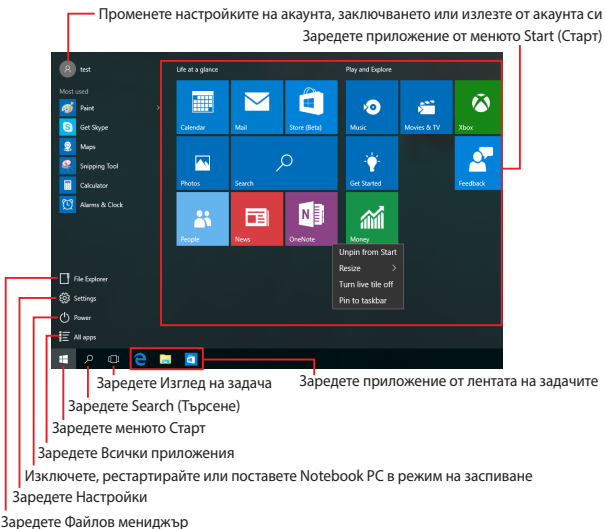 Променете настройките на акаунта, заключването или излезте от акаунта си
Заредете приложение от менюто Start (Старт)
test
Life at a glance
Play and Explore
Most used
Paint
Get Skype
Maps
Snipping Tool
Calculator
Alarms & Clock
Calendar
Mail
Store (Beta)
Music
Movies & TV
Xbox
Photos
Search
Get Started
Feedback
People
News
OneNote
Money
Unpin from Start
Resize
Turn live tile off
Pin to taskbar
File Explorer
Settings
Power
All apps
Заредете Изглед на задача
Заредете приложение от лентата на задачите
Заредете Search (Търсене)
Заредете менюто Старт
Заредете Всички приложения
Изключете, рестартирайте или поставете Notebook PC в режим на заспиване
Заредете Настройки
Заредете Файлов мениджър